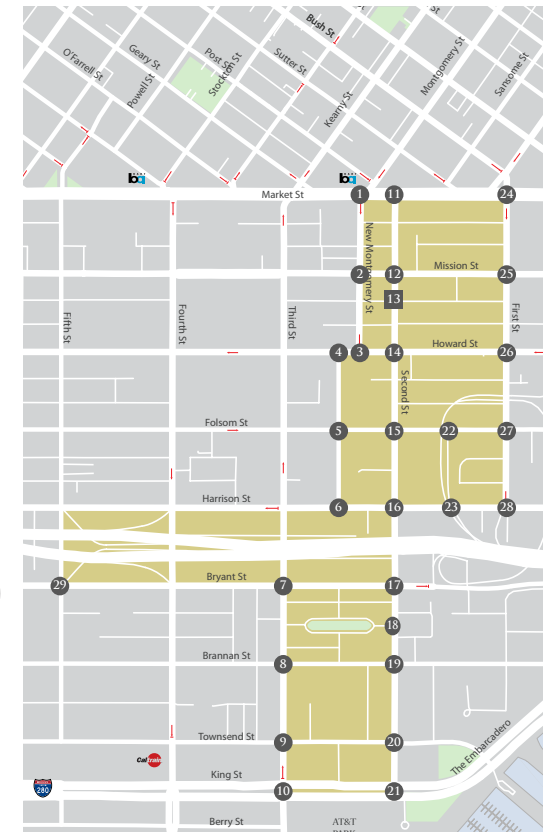 Bush St
O'Farrell St
Geary St
Powell St
Post St
Stockton St
Sutter St
Kearny St
Montgomery St
Sansome St
ba
ba
Market St
1
11
24
New Montgomery St
2
12
Mission St
25
13
Fifth St
Fourth St
Third St
First St
4
3
14
Howard St
26
Second St
Folsom St
5
15
22
27
Harrison St
6
16
23
28
29
Bryant St
7
17
18
Brannan St
8
19
Townsend St
9
20
The Embarcadero
Caltrain
King St
280
10
21
Berry St
AT&T
PARK